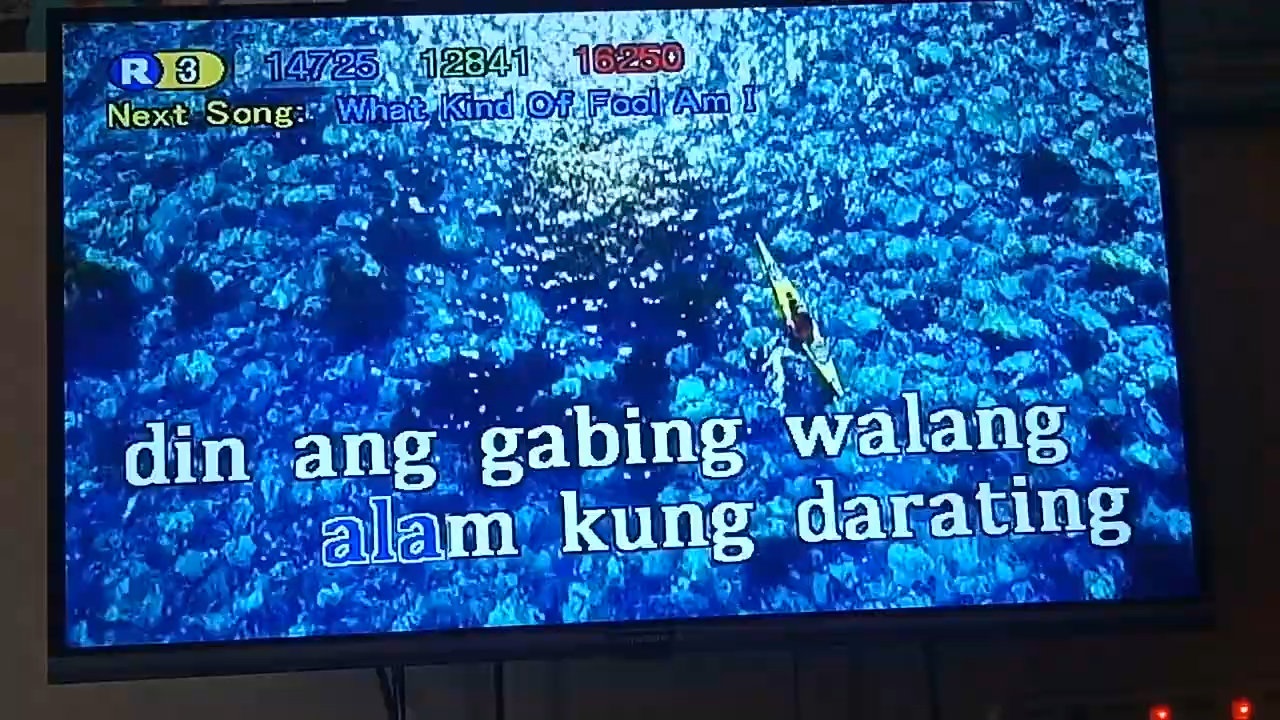 R 3 14725 12841 16250
Next Song: What Kind Of Fool Am I
din ang gabing walang
alam kung darating